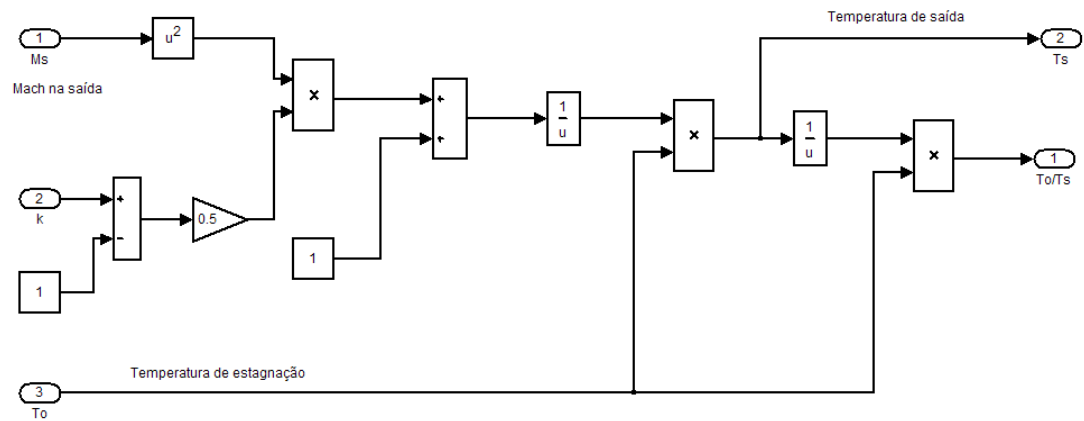 Temperatura de saída
1
Ms
u²
Mach na saída
×
+
+
1
u
×
1
u
×
2
Ts
1
To/Ts
2
k
+
−
0.5
1
1
Temperatura de estagnação
3
To